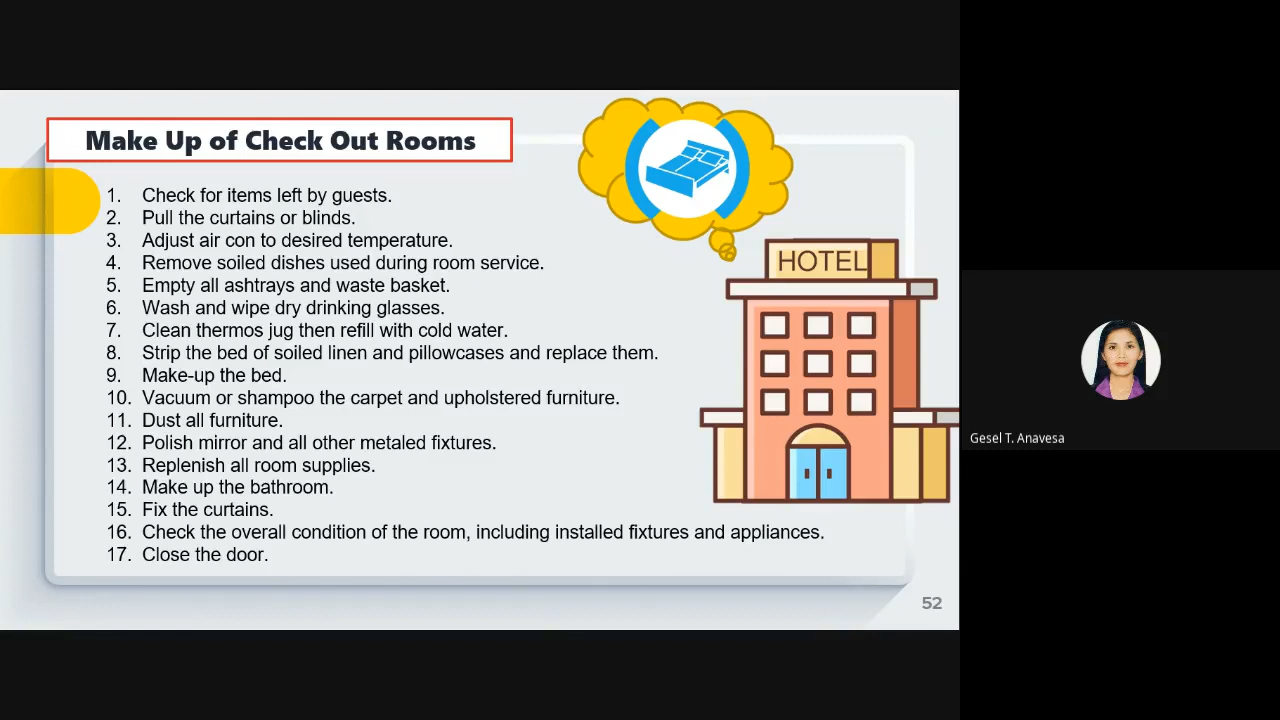 Make Up of Check Out Rooms
1. Check for items left by guests.
2. Pull the curtains or blinds.
3. Adjust air con to desired temperature.
4. Remove soiled dishes used during room service.
5. Empty all ashtrays and waste basket.
6. Wash and wipe dry drinking glasses.
7. Clean thermos jug then refill with cold water.
8. Strip the bed of soiled linen and pillowcases and replace them.
9. Make-up the bed.
10. Vacuum or shampoo the carpet and upholstered furniture.
11. Dust all furniture.
12. Polish mirror and all other metaled fixtures.
13. Replenish all room supplies.
14. Make up the bathroom.
15. Fix the curtains.
16. Check the overall condition of the room, including installed fixtures and appliances.
17. Close the door.
HOTEL
52
Gesel T. Anavesa